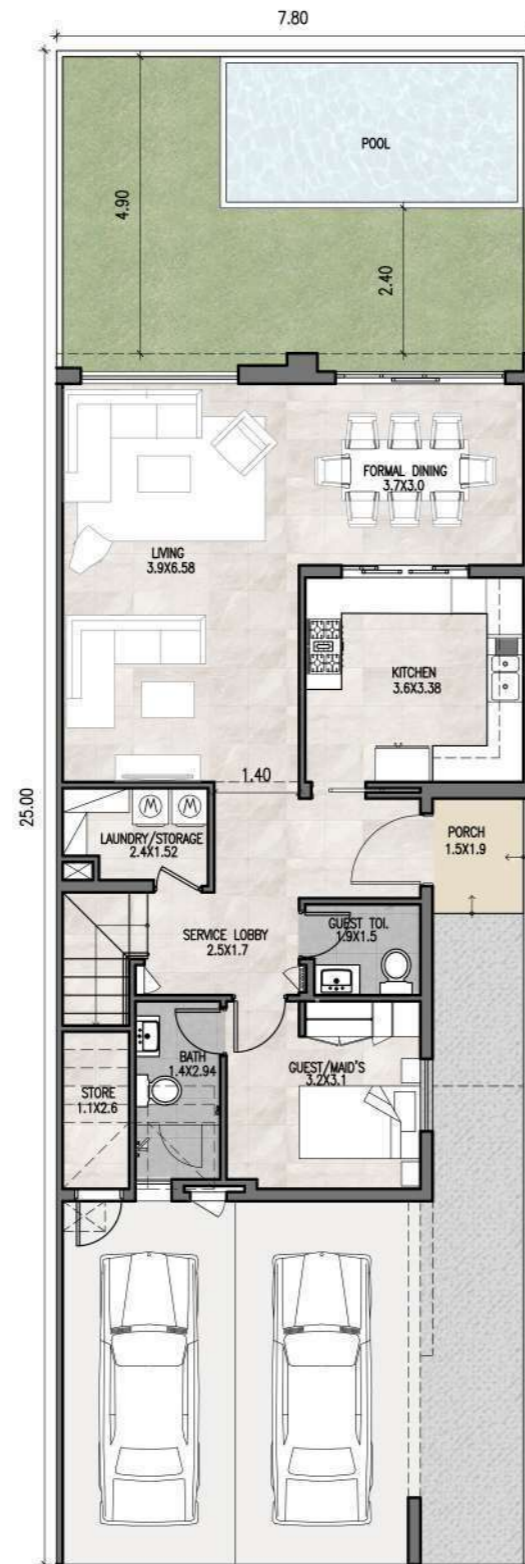 7.80
POOL
4.90
2.40
FORMAL DINING
3.7X3.0
LIVING
3.9X6.58
KITCHEN
3.6X3.38
1.40
25.00
M
M
LAUNDRY/STORAGE
2.4X1.52
PORCH
1.5X1.9
GUEST TOI.
1.9X1.5
SERVICE LOBBY
2.5X1.7
BATH
1.4X2.94
GUEST/MAID'S
3.2X3.1
STORE
1.1X2.6